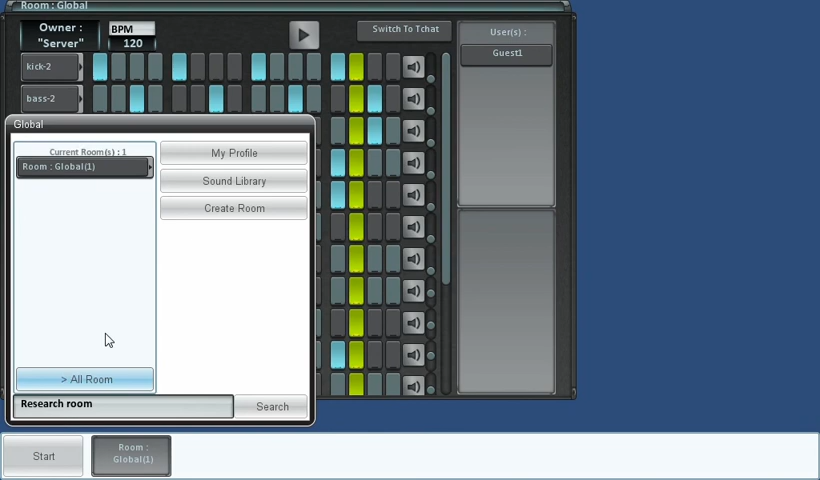 Room : Global
Owner :
"Server"
BPM
120
Switch To Tchat
User(s) :
Guest1
kick-2
bass-2
Global
Current Room(s) : 1
Room : Global(1)
My Profile
Sound Library
Create Room
> All Room
Research room
Search
Start
Room :
Global(1)